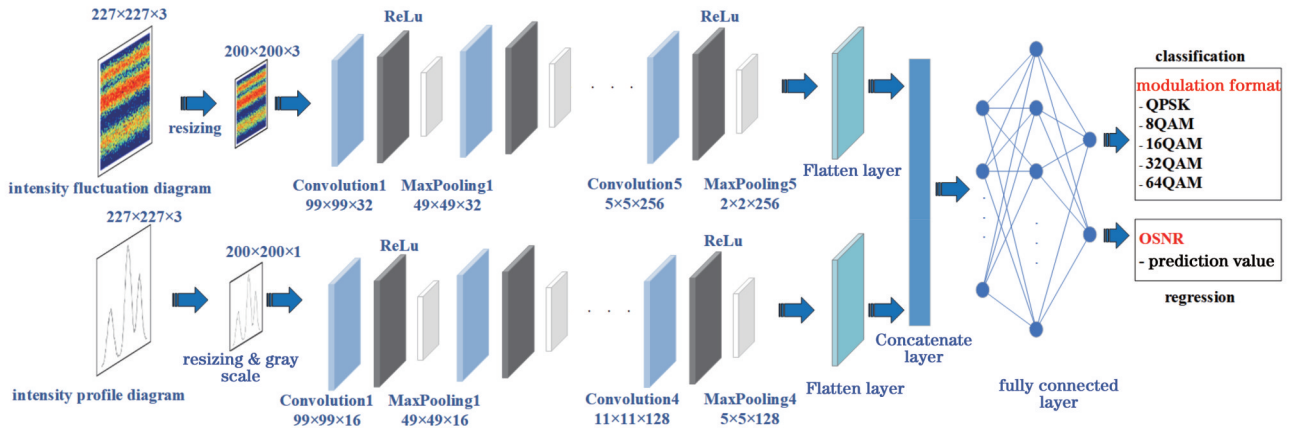 227×227×3
200×200×3
resizing
intensity fluctuation diagram
ReLu
Convolution1
99×99×32
MaxPooling1
49×49×32
. . .
ReLu
Convolution5
5×5×256
MaxPooling5
2×2×256
Flatten layer
227×227×3
200×200×1
resizing & gray
scale
intensity profile diagram
ReLu
Convolution1
99×99×16
MaxPooling1
49×49×16
. . .
ReLu
Convolution4
11×11×128
MaxPooling4
5×5×128
Flatten layer
Concatenate
layer
fully connected
layer
classification
modulation format
- QPSK
- 8QAM
- 16QAM
- 32QAM
- 64QAM
OSNR
- prediction value
regression